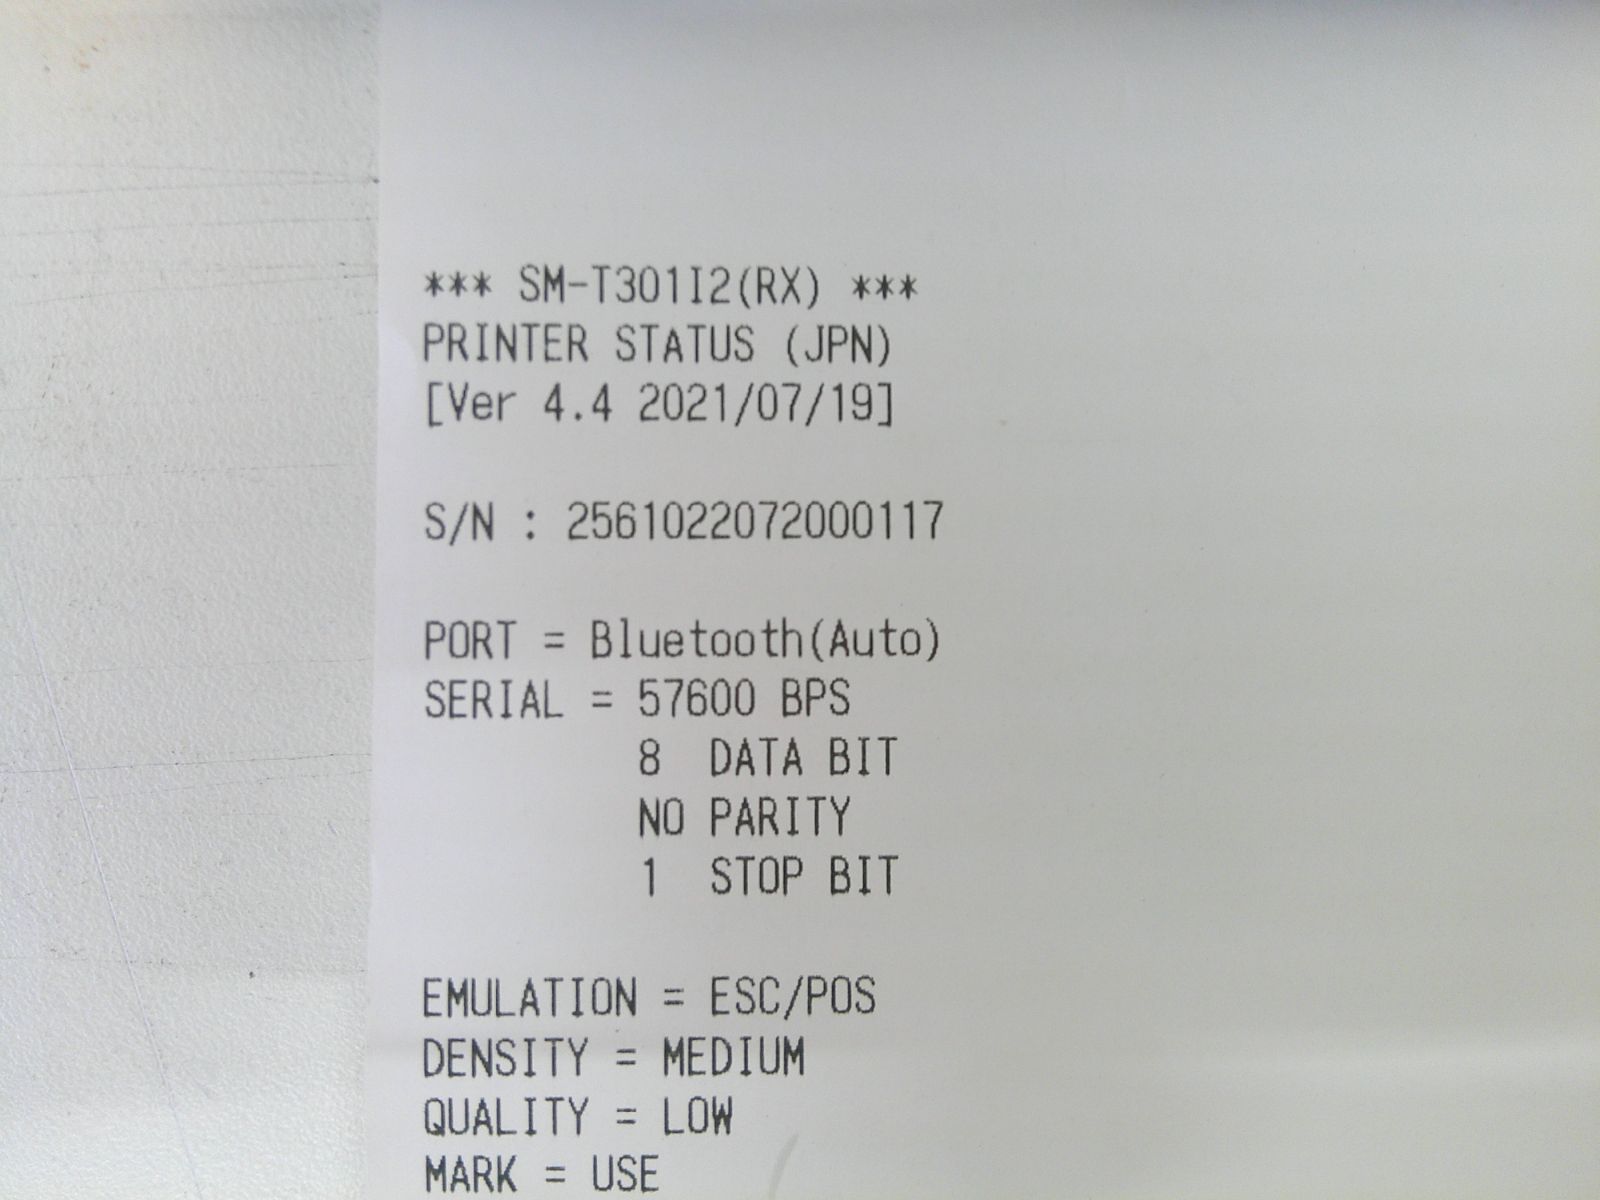 *** SM-T301I2(RX) ***
PRINTER STATUS (JPN)
[Ver 4.4 2021/07/19]
S/N : 2561022072000117
PORT = Bluetooth(Auto)
SERIAL = 57600 BPS
8 DATA BIT
NO PARITY
1 STOP BIT
EMULATION = ESC/POS
DENSITY = MEDIUM
QUALITY = LOW
MARK = USE